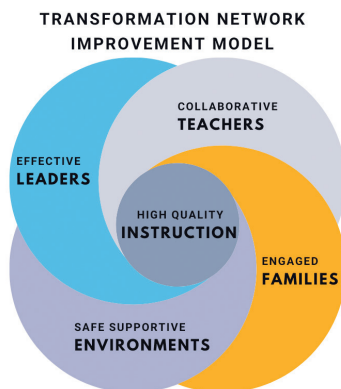 TRANSFORMATION NETWORK
IMPROVEMENT MODEL
COLLABORATIVE
TEACHERS
EFFECTIVE
LEADERS
HIGH QUALITY
INSTRUCTION
ENGAGED
FAMILIES
SAFE SUPPORTIVE
ENVIRONMENTS